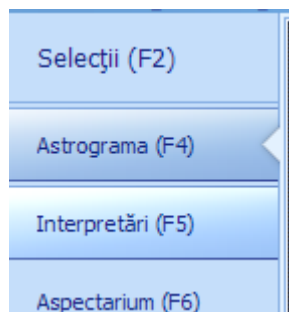 Selecţii (F2)
Astrograma (F4)
Interpretări (F5)
Aspectarium (F6)